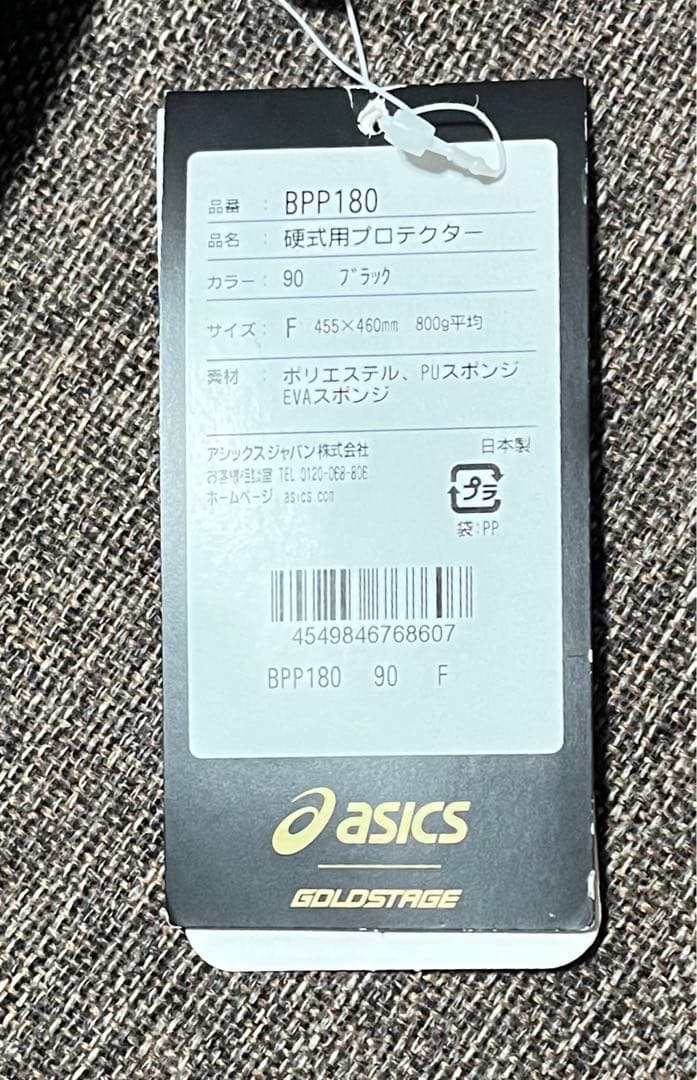 品番 : BPP180
品名 : 硬式用プロテクター
カラー : 90 ブラック
サイズ : F 455×460mm 800g平均
素材 : ポリエステル、PUスポンジ
EVAスポンジ
アシックスジャパン株式会社 日本製
お客様相談室 TEL 0120-068-806
ホームページ asics.com
プラ
袋:PP
4549846768607
BPP180 90 F
asics
GOLDSTAGE